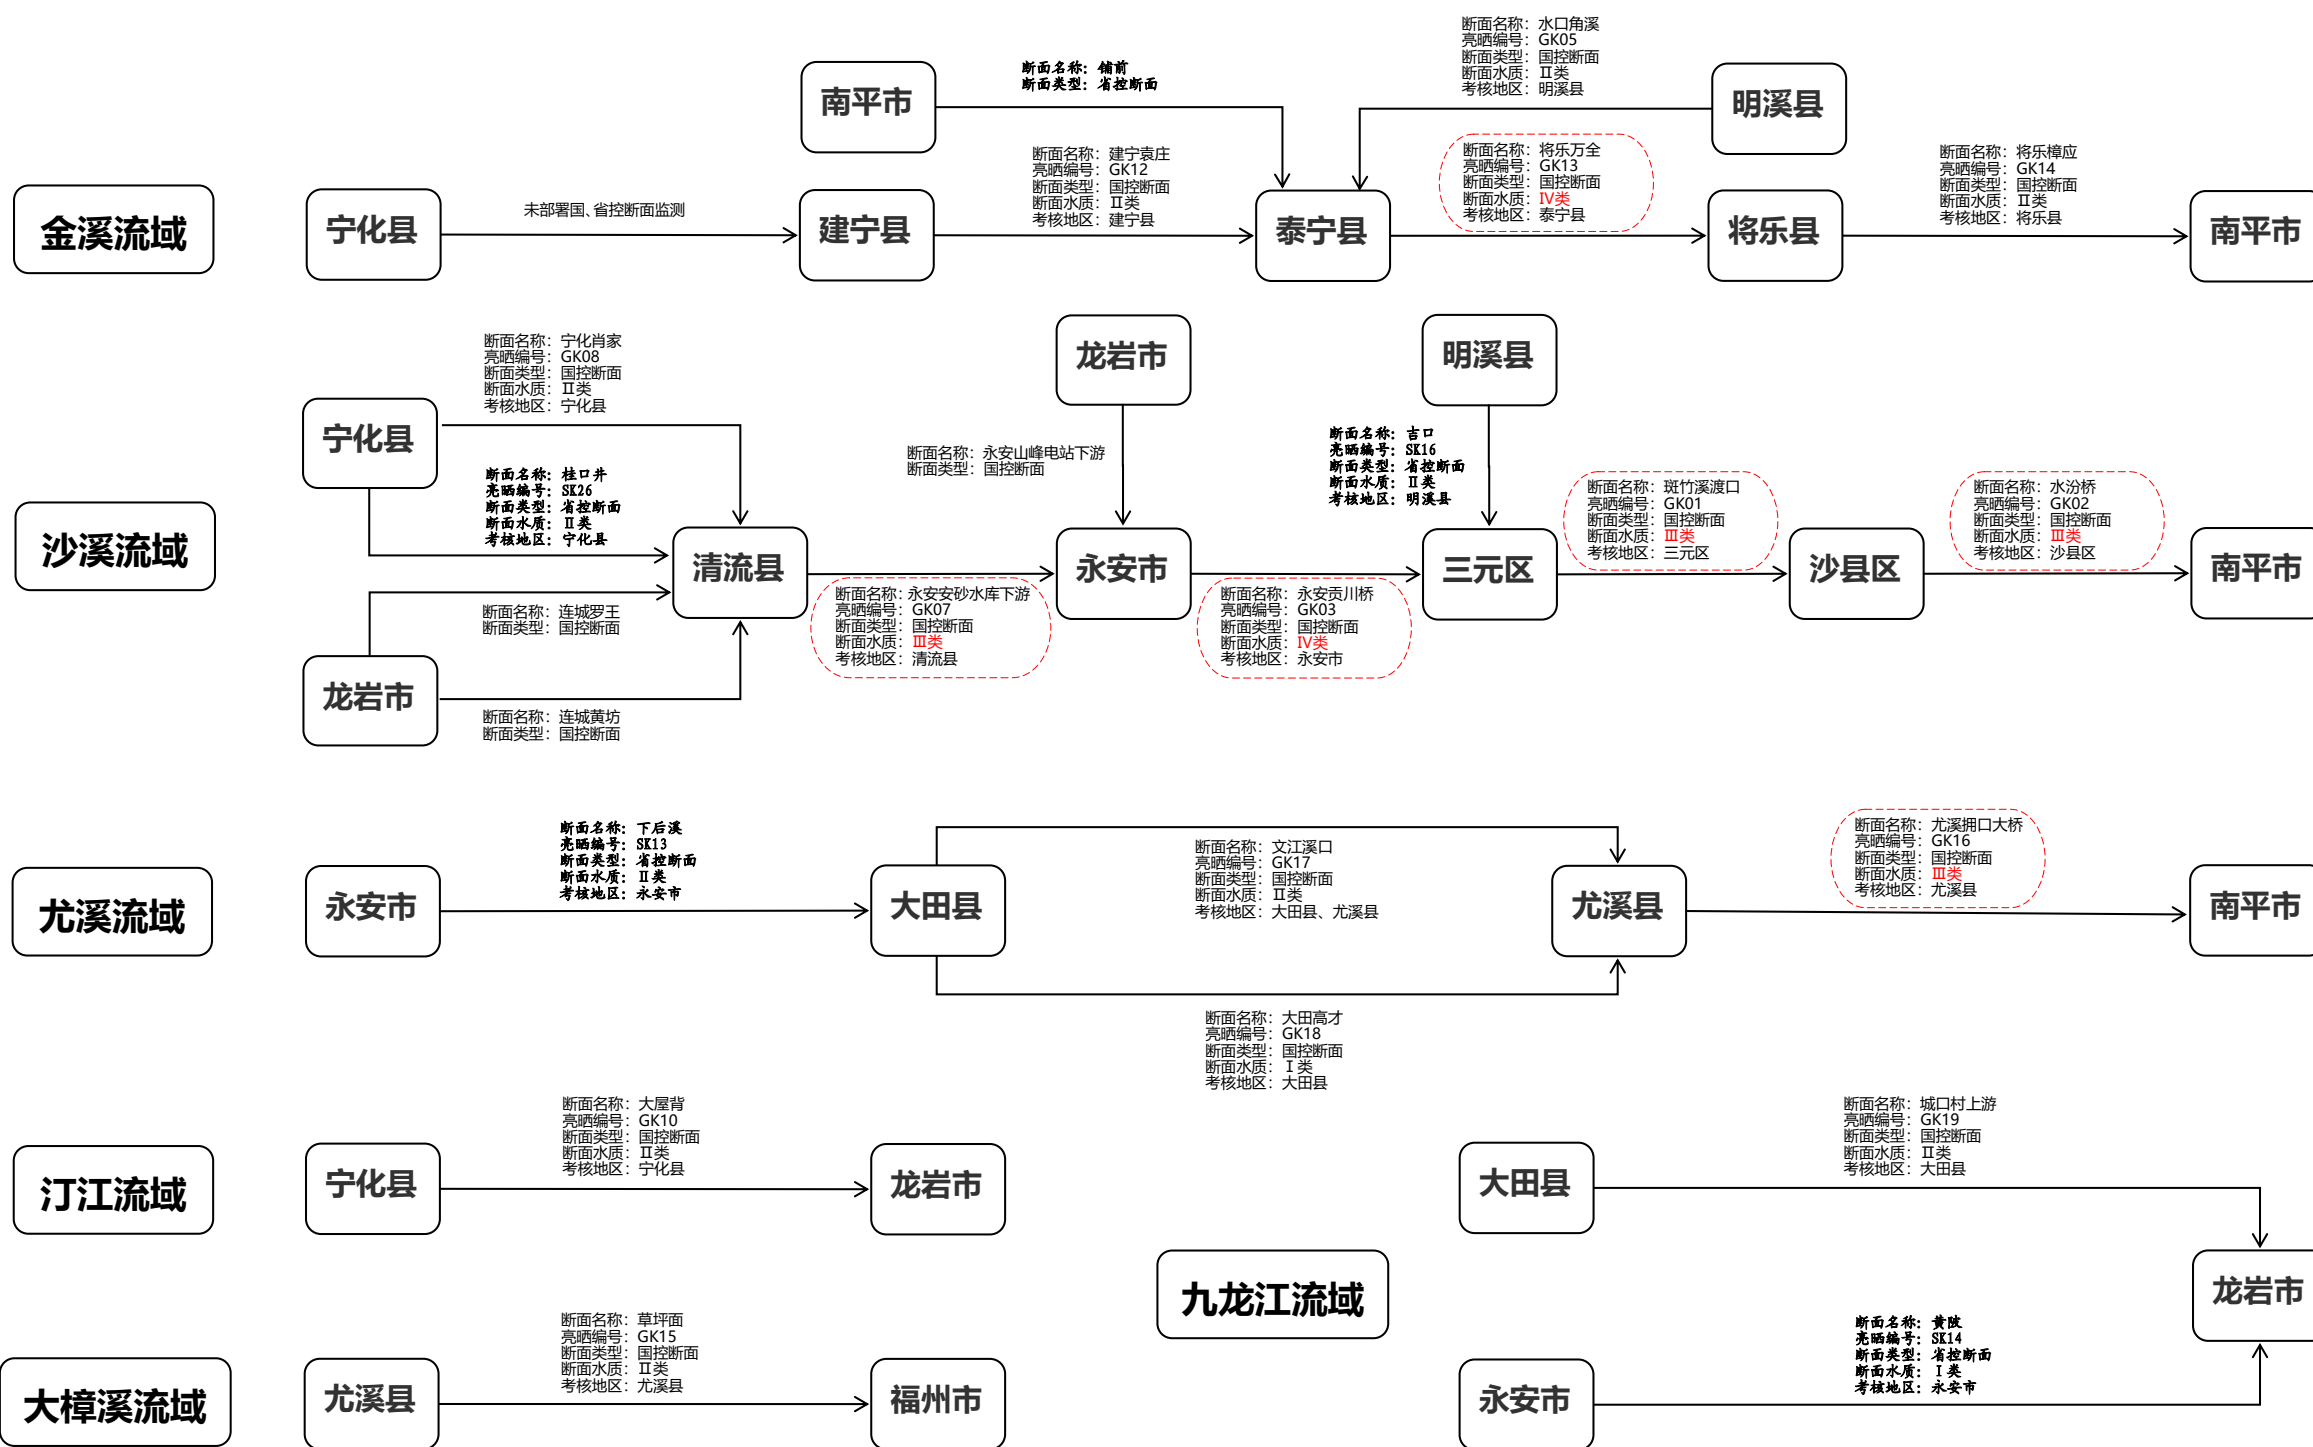 断面名称：水口角溪
亮晒编号：GK05
断面类型：国控断面
断面水质：Ⅱ类
考核地区：明溪县
断面名称：铺前
断面类型：省控断面
南平市
明溪县
断面名称：建宁袁庄
亮晒编号：GK12
断面类型：国控断面
断面水质：Ⅱ类
考核地区：建宁县
断面名称：将乐万全
亮晒编号：GK13
断面类型：国控断面
断面水质：Ⅳ类
考核地区：泰宁县
断面名称：将乐樟应
亮晒编号：GK14
断面类型：国控断面
断面水质：Ⅱ类
考核地区：将乐县
金溪流域
宁化县
未部署国、省控断面监测
建宁县
泰宁县
将乐县
南平市
断面名称：宁化肖家
亮晒编号：GK08
断面类型：国控断面
断面水质：Ⅱ类
考核地区：宁化县
龙岩市
明溪县
宁化县
断面名称：桂口井
亮晒编号：SK26
断面类型：省控断面
断面水质：Ⅱ类
考核地区：宁化县
断面名称：永安山峰电站下游
断面类型：国控断面
断面名称：吉口
亮晒编号：SK16
断面类型：省控断面
断面水质：Ⅱ类
考核地区：明溪县
断面名称：斑竹溪渡口
亮晒编号：GK01
断面类型：国控断面
断面水质：Ⅲ类
考核地区：三元区
断面名称：水汾桥
亮晒编号：GK02
断面类型：国控断面
断面水质：Ⅲ类
考核地区：沙县区
沙溪流域
清流县
永安市
三元区
沙县区
南平市
断面名称：连城罗王
断面类型：国控断面
断面名称：永安安砂水库下游
亮晒编号：GK07
断面类型：国控断面
断面水质：Ⅲ类
考核地区：清流县
断面名称：永安贡川桥
亮晒编号：GK03
断面类型：国控断面
断面水质：Ⅳ类
考核地区：永安市
龙岩市
断面名称：连城黄坊
断面类型：国控断面
断面名称：下后溪
亮晒编号：SK13
断面类型：省控断面
断面水质：Ⅱ类
考核地区：永安市
断面名称：文江溪口
亮晒编号：GK17
断面类型：国控断面
断面水质：Ⅱ类
考核地区：大田县、尤溪县
断面名称：尤溪拥口大桥
亮晒编号：GK16
断面类型：国控断面
断面水质：Ⅲ类
考核地区：尤溪县
尤溪流域
永安市
大田县
尤溪县
南平市
断面名称：大田高才
亮晒编号：GK18
断面类型：国控断面
断面水质：Ⅰ类
考核地区：大田县
断面名称：大屋背
亮晒编号：GK10
断面类型：国控断面
断面水质：Ⅱ类
考核地区：宁化县
断面名称：城口村上游
亮晒编号：GK19
断面类型：国控断面
断面水质：Ⅱ类
考核地区：大田县
汀江流域
宁化县
龙岩市
大田县
九龙江流域
龙岩市
断面名称：草坪面
亮晒编号：GK15
断面类型：国控断面
断面水质：Ⅱ类
考核地区：尤溪县
断面名称：黄陂
亮晒编号：SK14
断面类型：省控断面
断面水质：Ⅰ类
考核地区：永安市
大樟溪流域
尤溪县
福州市
永安市